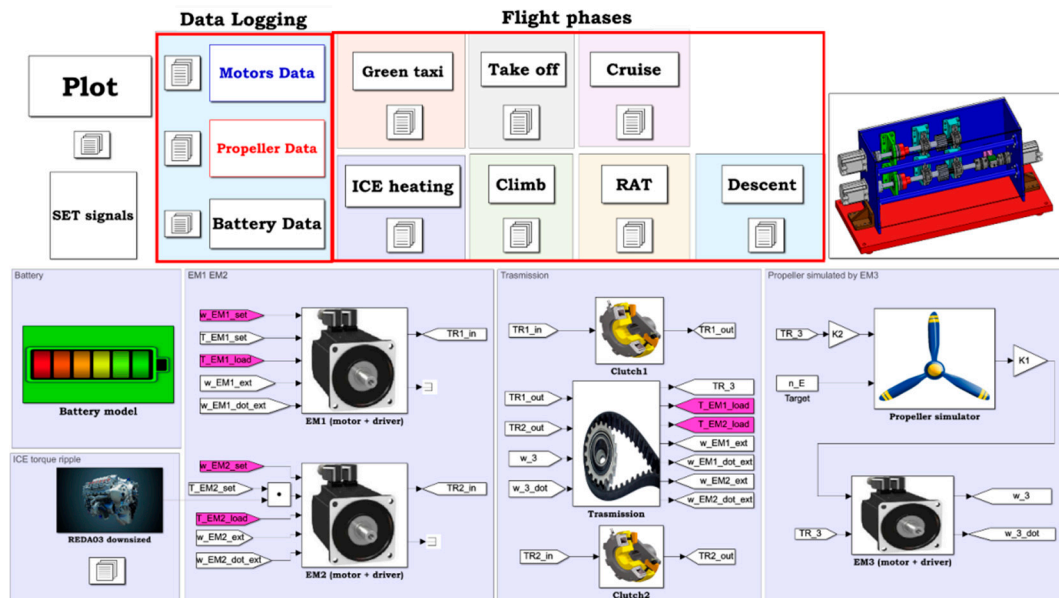 Data Logging
Flight phases
Plot
SET signals
Motors Data
Propeller Data
Battery Data
Green taxi
Take off
Cruise
ICE heating
Climb
RAT
Descent
Battery
Battery model
ICE torque ripple
REDA03 downsized
EM1 EM2
w_EM1_set
T_EM1_set
T_EM1_load
w_EM1_ext
w_EM1_dot_ext
TR1_in
EM1 (motor + driver)
w_EM2_set
T_EM2_set
T_EM2_load
w_EM2_ext
w_EM2_dot_ext
TR2_in
EM2 (motor + driver)
Trasmission
TR1_in
TR1_out
Clutch1
TR1_out
TR2_out
w_3
w_3_dot
TR_3
T_EM1_load
T_EM2_load
w_EM1_ext
w_EM1_dot_ext
w_EM2_ext
w_EM2_dot_ext
Trasmission
TR2_in
TR2_out
Clutch2
Propeller simulated by EM3
TR_3
K2
n_E
Target
K1
Propeller simulator
TR_3
w_3
w_3_dot
EM3 (motor + driver)